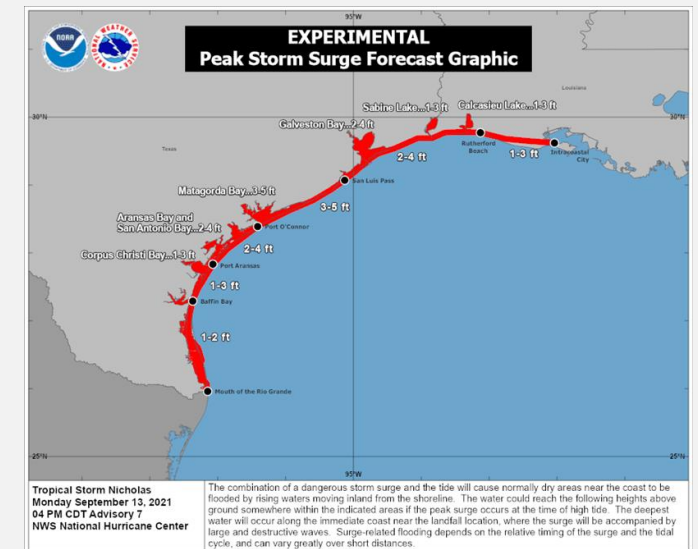 95°W
EXPERIMENTAL
Peak Storm Surge Forecast Graphic
NOAA
NATIONAL WEATHER SERVICE
Louisiana
Sabine Lake...1-3 ft
Calcasieu Lake...1-3 ft
30°N
30°N
Galveston Bay...2-4 ft
Rutherford
Beach
Intracoastal
City
1-3 ft
2-4 ft
Texas
San Luis Pass
Matagorda Bay...3-5 ft
3-5 ft
Aransas Bay and
San Antonio Bay...2-4 ft
Port O'Connor
2-4 ft
Corpus Christi Bay...1-3 ft
Port Aransas
1-3 ft
Baffin Bay
1-2 ft
Mouth of the Rio Grande
25°N
25°N
95°W
Tropical Storm Nicholas
Monday September 13, 2021
04 PM CDT Advisory 7
NWS National Hurricane Center
The combination of a dangerous storm surge and the tide will cause normally dry areas near the coast to be
flooded by rising waters moving inland from the shoreline. The water could reach the following heights above
ground somewhere within the indicated areas if the peak surge occurs at the time of high tide. The deepest
water will occur along the immediate coast near the landfall location, where the surge will be accompanied by
large and destructive waves. Surge-related flooding depends on the relative timing of the surge and the tidal
cycle, and can vary greatly over short distances.